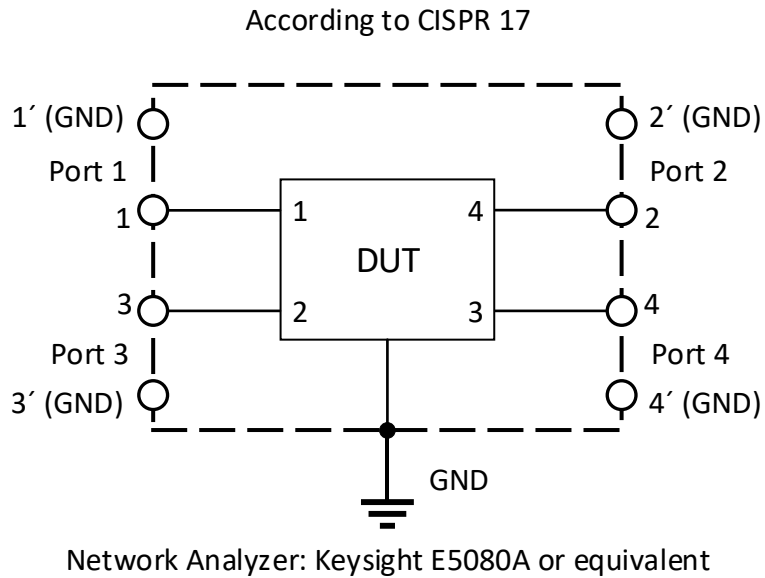 According to CISPR 17
1´ (GND)
2´ (GND)
Port 1
Port 2
1
1
4
2
DUT
3
2
3
4
Port 3
Port 4
3´ (GND)
4´ (GND)
GND
Network Analyzer: Keysight E5080A or equivalent